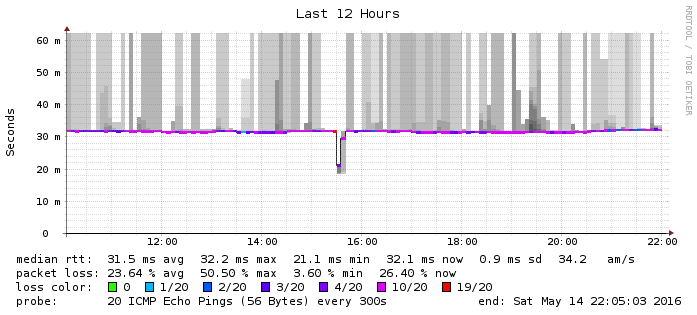 Last 12 Hours
RRDTOOL / TOBI OETIKER
Seconds
60 m
50 m
40 m
30 m
20 m
10 m
0
12:00 14:00 16:00 18:00 20:00 22:00
median rtt: 31.5 ms avg 32.2 ms max 21.1 ms min 32.1 ms now 0.9 ms sd 34.2 am/s
packet loss: 23.64 % avg 50.50 % max 3.60 % min 26.40 % now
loss color: 0 1/20 2/20 3/20 4/20 10/20 19/20
probe: 20 ICMP Echo Pings (56 Bytes) every 300s end: Sat May 14 22:05:03 2016